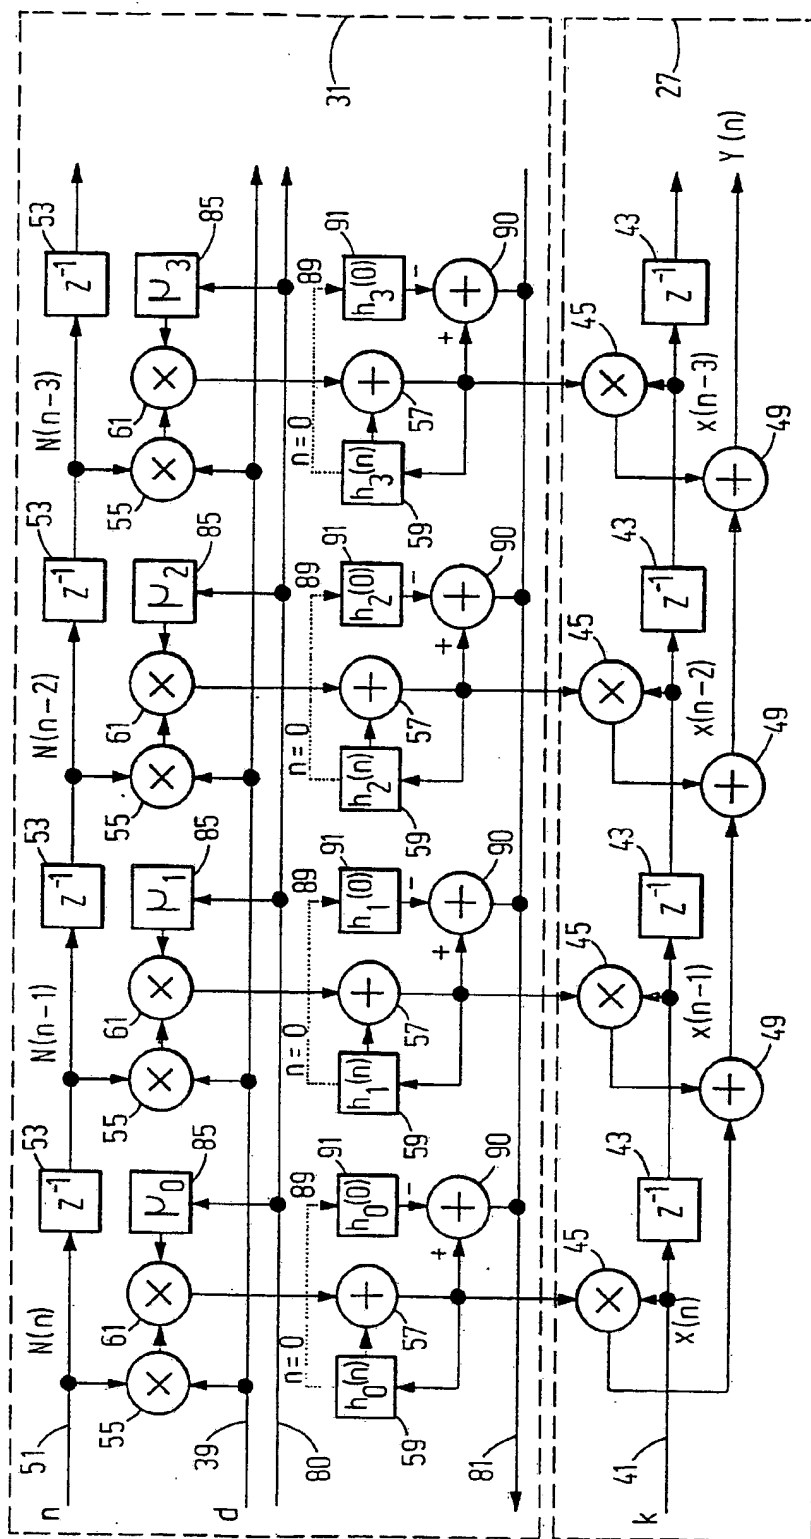 n
51
N(n)
53
z⁻¹
N(n−1)
53
z⁻¹
N(n−2)
53
z⁻¹
N(n−3)
53
z⁻¹
55
×
61
×
μ₀
85
55
×
61
×
μ₁
85
55
×
61
×
μ₂
85
55
×
61
×
μ₃
85
d
39
80
31
n=0
89
91
n=0
89
91
n=0
89
91
n=0
89
91
h₀(n)
59
+
57
h₀(0)
−
+
+
90
h₁(n)
59
+
57
h₁(0)
−
+
+
90
h₂(n)
59
+
57
h₂(0)
−
+
+
90
h₃(n)
59
+
57
h₃(0)
−
+
+
90
81
45
×
45
×
45
×
45
×
k
41
x(n)
43
z⁻¹
x(n−1)
43
z⁻¹
x(n−2)
43
z⁻¹
x(n−3)
43
z⁻¹
27
+
49
+
49
+
49
Y(n)